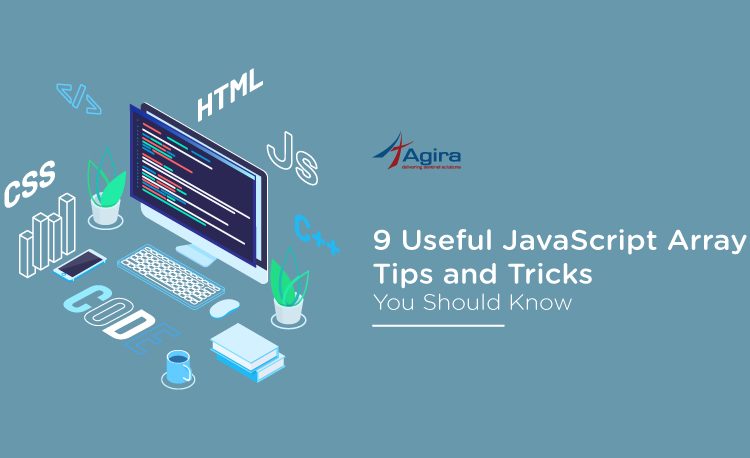 </>
HTML
Js
CSS
C++
CODE
Agira
9 Useful JavaScript Array
Tips and Tricks
You Should Know